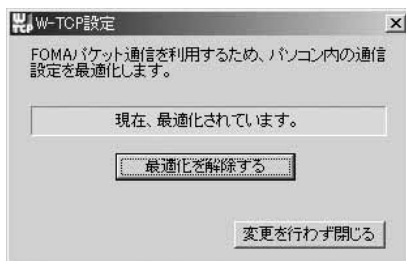 W-TCP設定
FOMAパケット通信を利用するため、パソコン内の通信
設定を最適化します。
現在、最適化されています。
最適化を解除する
変更を行わず閉じる